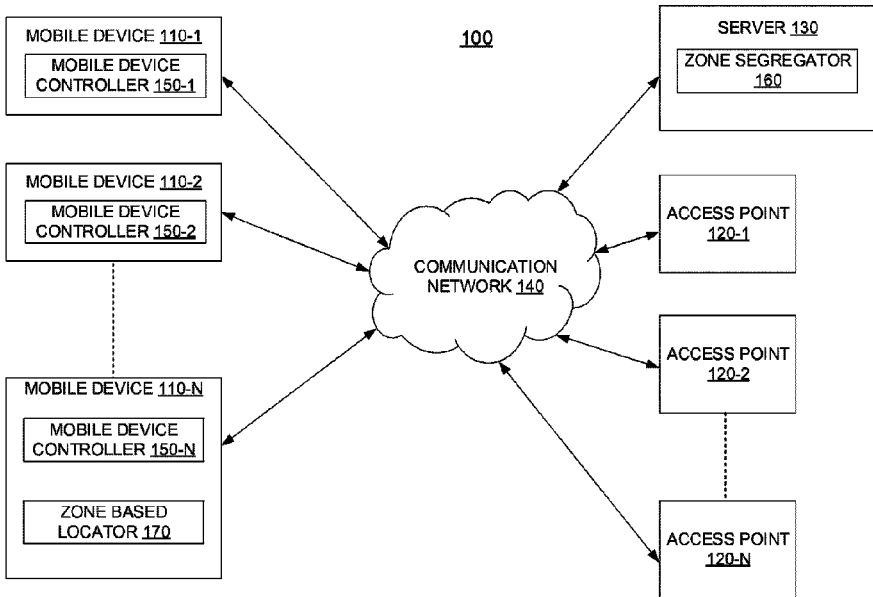 MOBILE DEVICE 110-1
MOBILE DEVICE
CONTROLLER 150-1
100
SERVER 130
ZONE SEGREGATOR
160
MOBILE DEVICE 110-2
MOBILE DEVICE
CONTROLLER 150-2
ACCESS POINT
120-1
COMMUNICATION
NETWORK 140
ACCESS POINT
120-2
MOBILE DEVICE 110-N
MOBILE DEVICE
CONTROLLER 150-N
ZONE BASED
LOCATOR 170
ACCESS POINT
120-N